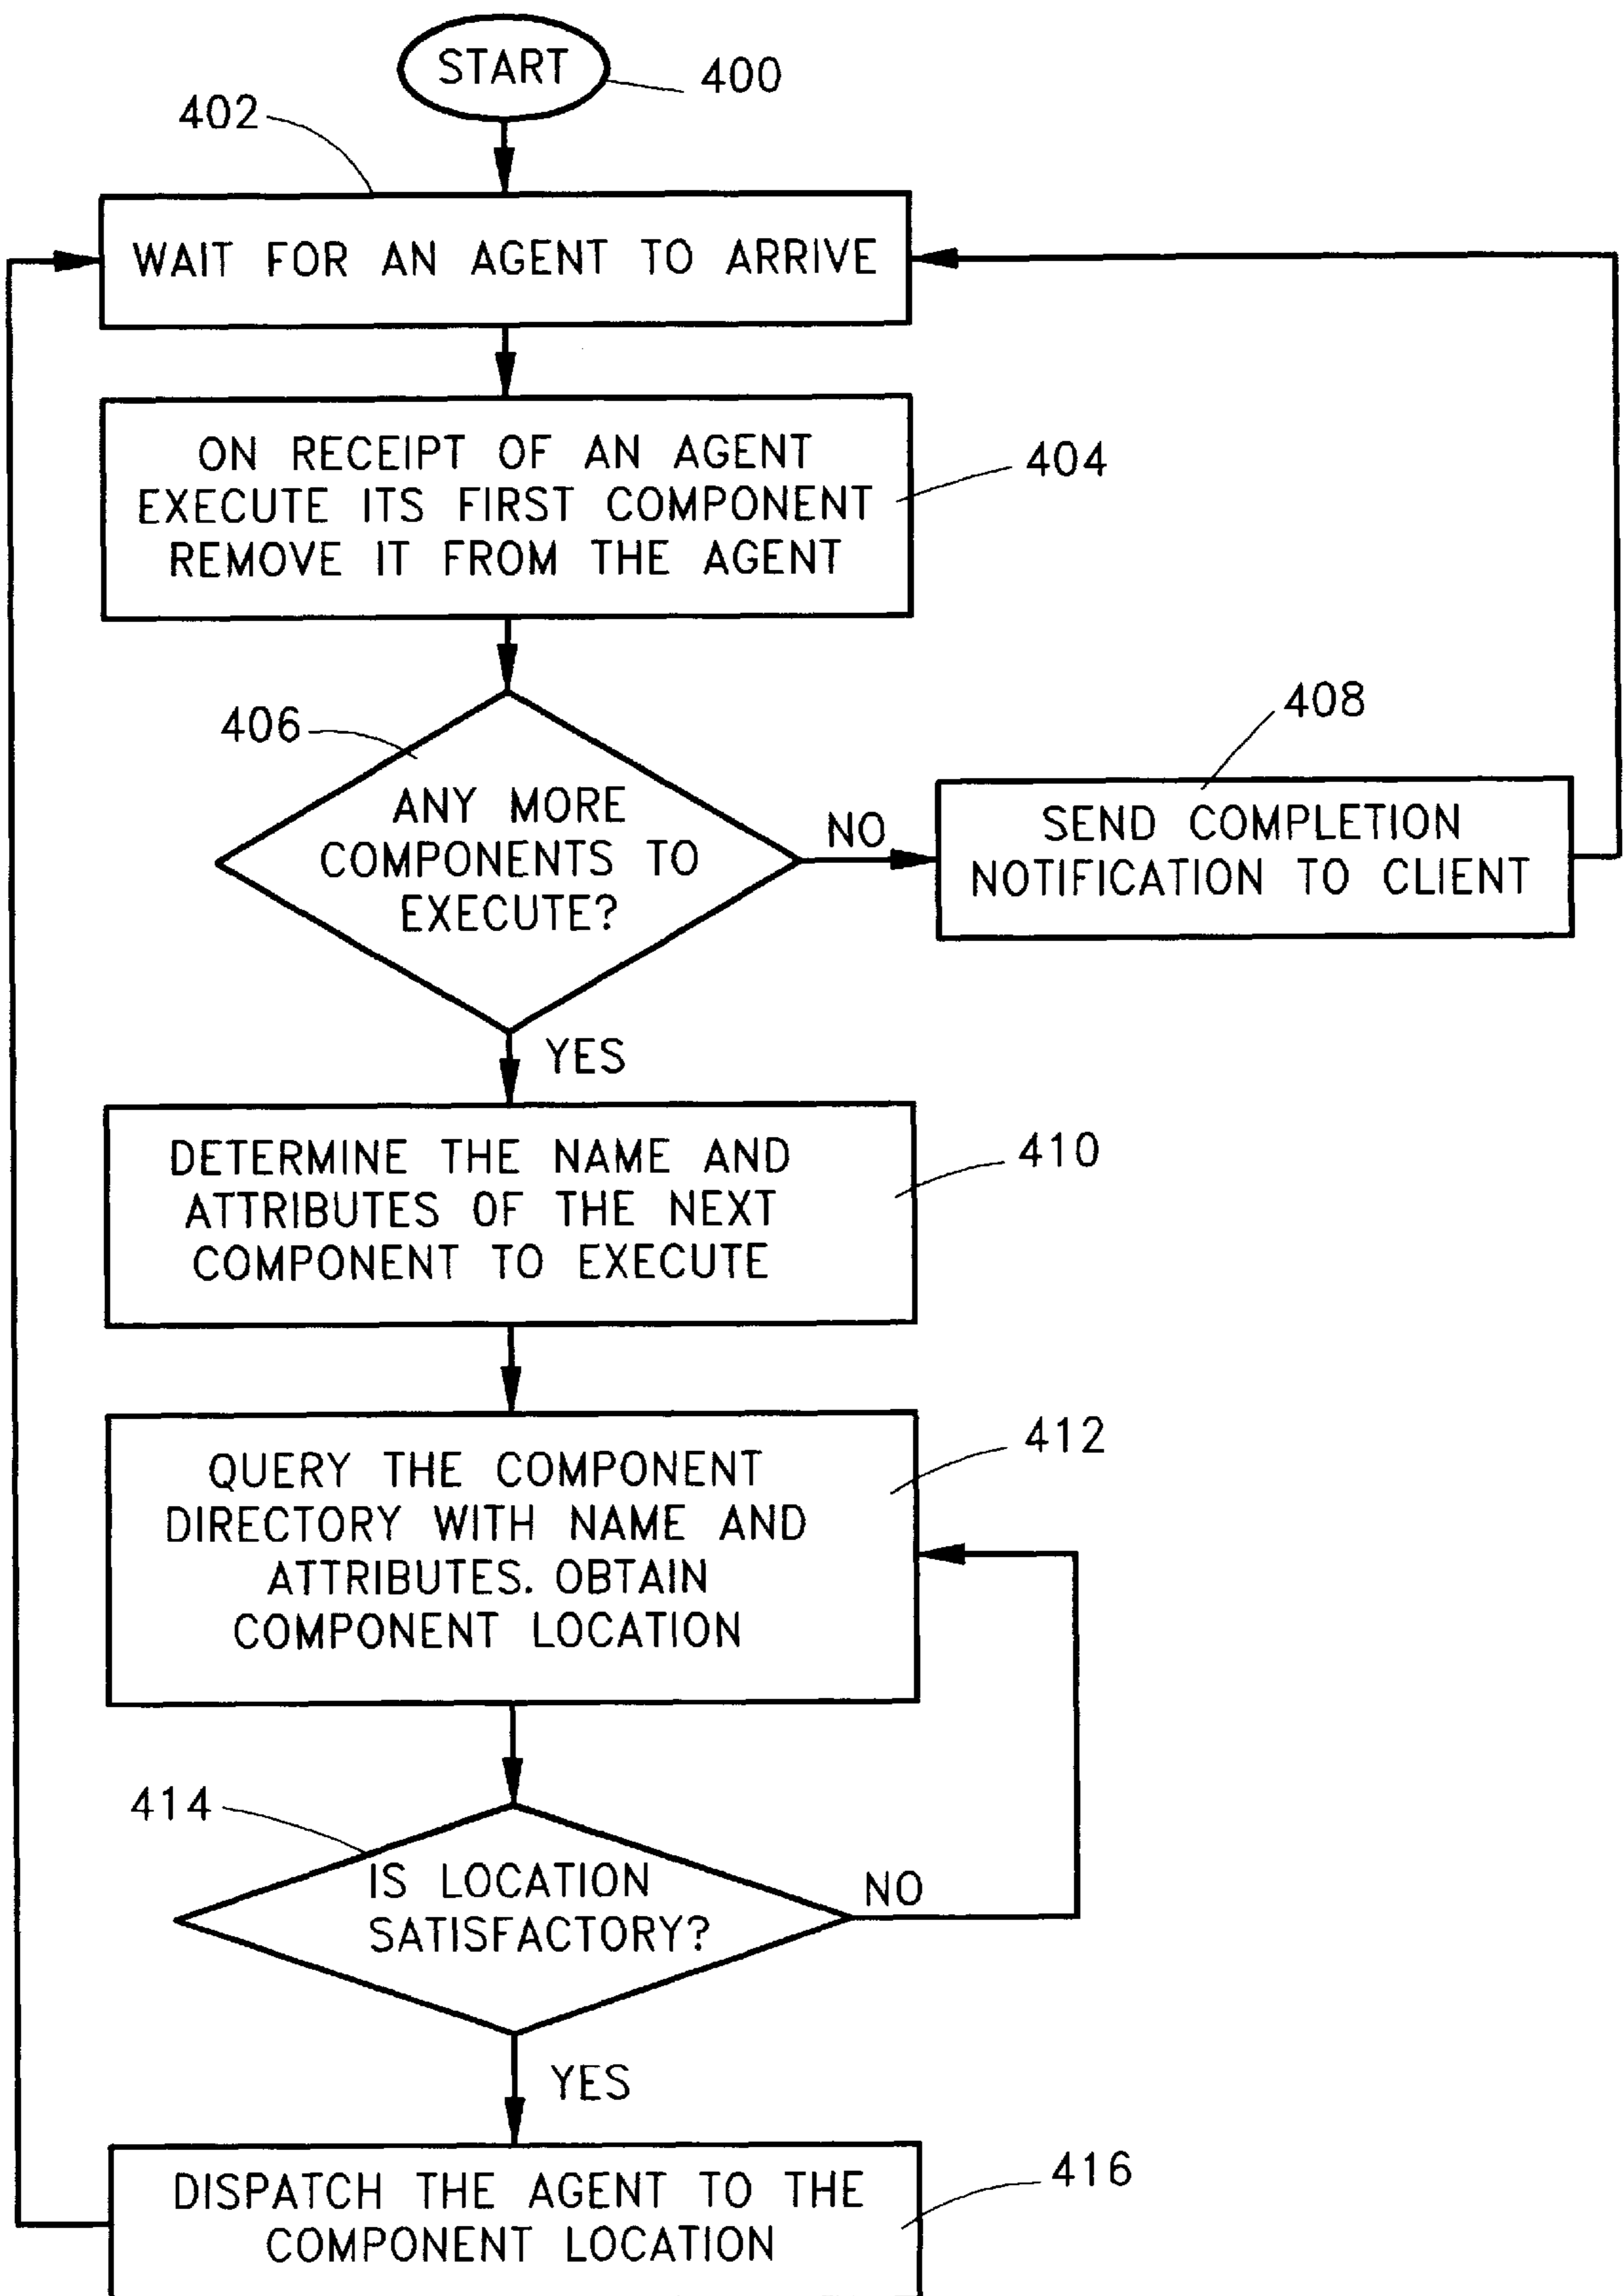 START
400
402
WAIT FOR AN AGENT TO ARRIVE
ON RECEIPT OF AN AGENT
EXECUTE ITS FIRST COMPONENT
REMOVE IT FROM THE AGENT
404
406
ANY MORE
COMPONENTS TO
EXECUTE?
NO
408
SEND COMPLETION
NOTIFICATION TO CLIENT
YES
DETERMINE THE NAME AND
ATTRIBUTES OF THE NEXT
COMPONENT TO EXECUTE
410
QUERY THE COMPONENT
DIRECTORY WITH NAME AND
ATTRIBUTES. OBTAIN
COMPONENT LOCATION
412
414
IS LOCATION
SATISFACTORY?
NO
YES
DISPATCH THE AGENT TO THE
COMPONENT LOCATION
416